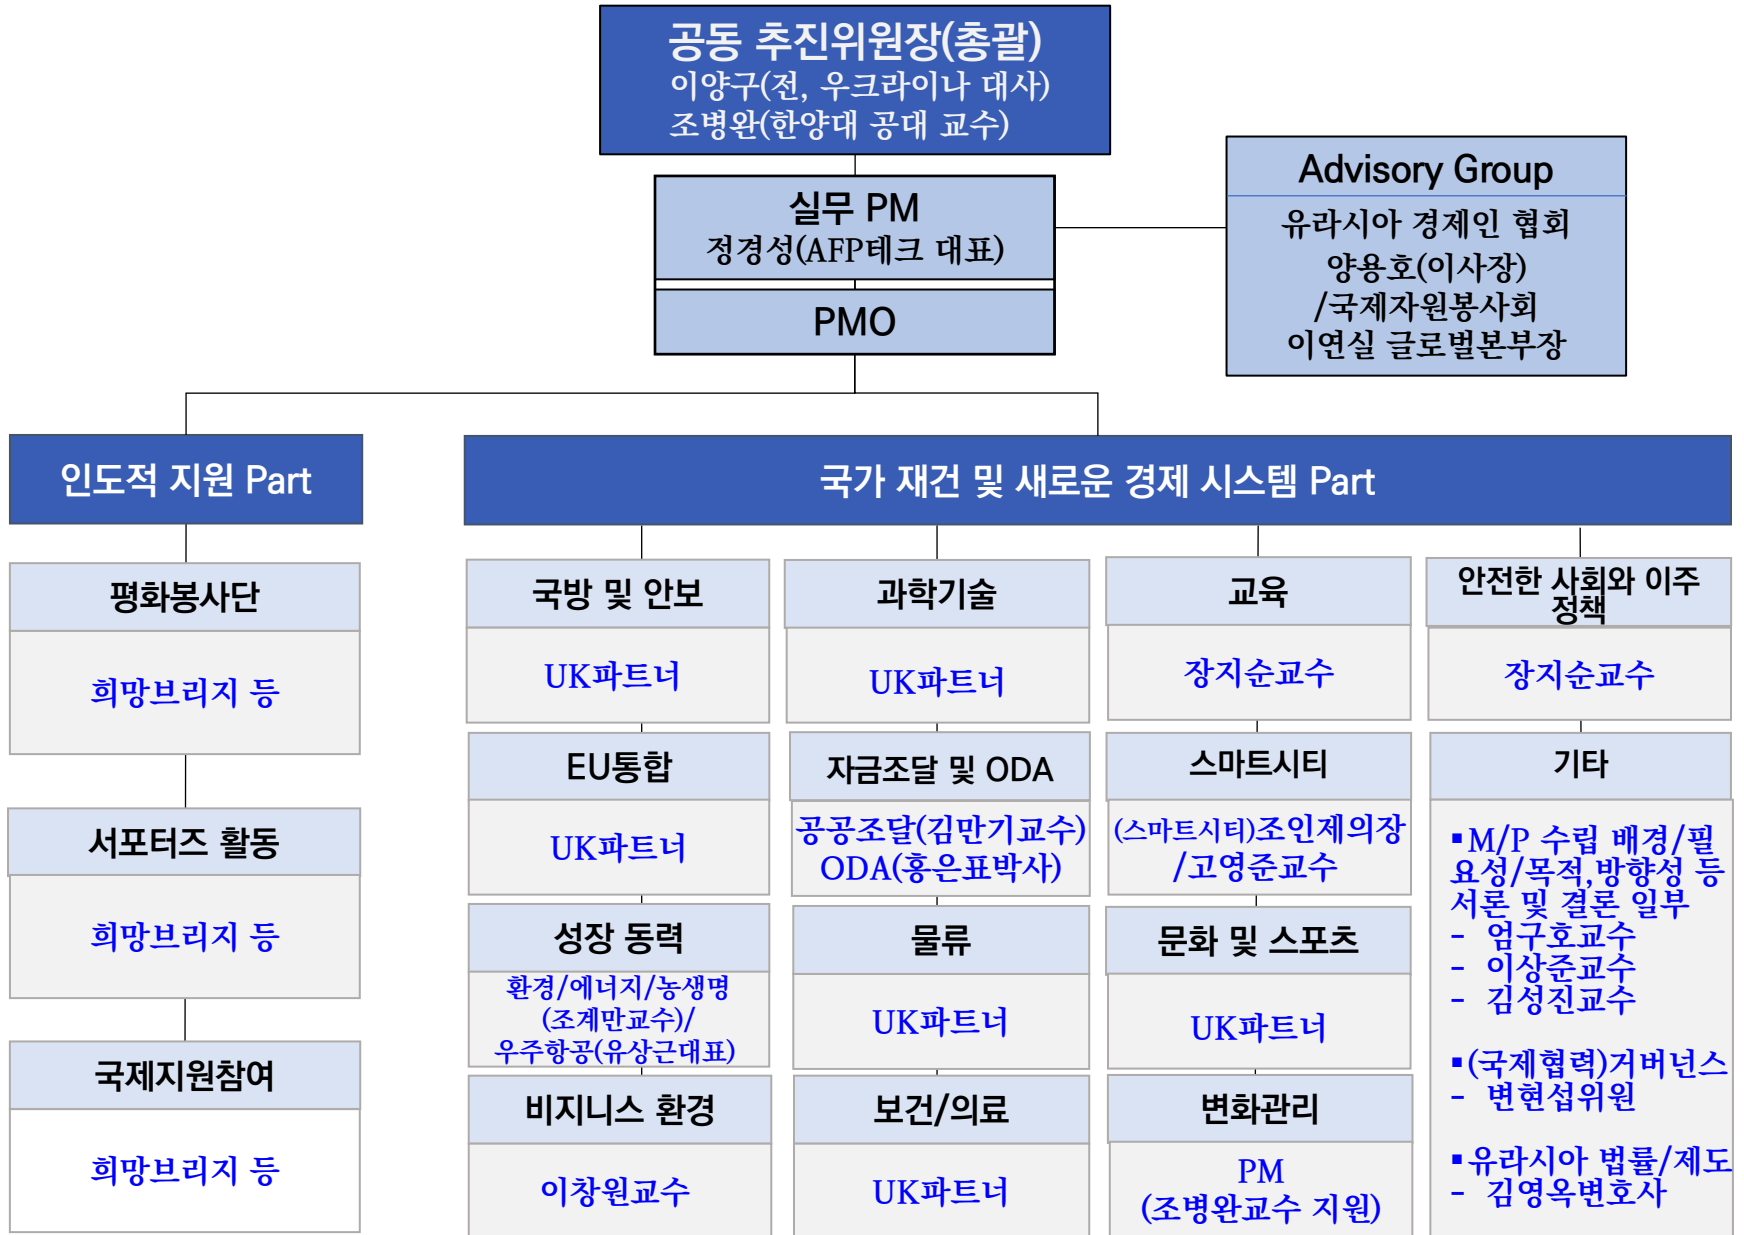 공동 추진위원장(총괄)
이양구(전, 우크라이나 대사)
조병완(한양대 공대 교수)
실무 PM
정경성(AFP테크 대표)
PMO
Advisory Group
유라시아 경제인 협회
양용호(이사장)
/국제자원봉사회
이연실 글로벌본부장
인도적 지원 Part
평화봉사단
희망브리지 등
서포터즈 활동
희망브리지 등
국제지원참여
희망브리지 등
국가 재건 및 새로운 경제 시스템 Part
국방 및 안보
UK파트너
EU통합
UK파트너
성장 동력
환경/에너지/농생명
(조계만교수)/
우주항공(유상근대표)
비지니스 환경
이창원교수
과학기술
UK파트너
자금조달 및 ODA
공공조달(김만기교수)
ODA(홍은표박사)
물류
UK파트너
보건/의료
UK파트너
교육
장지순교수
스마트시티
(스마트시티)조인제의장
/고영준교수
문화 및 스포츠
UK파트너
변화관리
PM
(조병완교수 지원)
안전한 사회와 이주
정책
장지순교수
기타
▪M/P 수립 배경/필
요성/목적,방향성 등
서론 및 결론 일부
- 엄구호교수
- 이상준교수
- 김성진교수
▪(국제협력)거버넌스
- 변현섭위원
▪유라시아 법률/제도
- 김영옥변호사